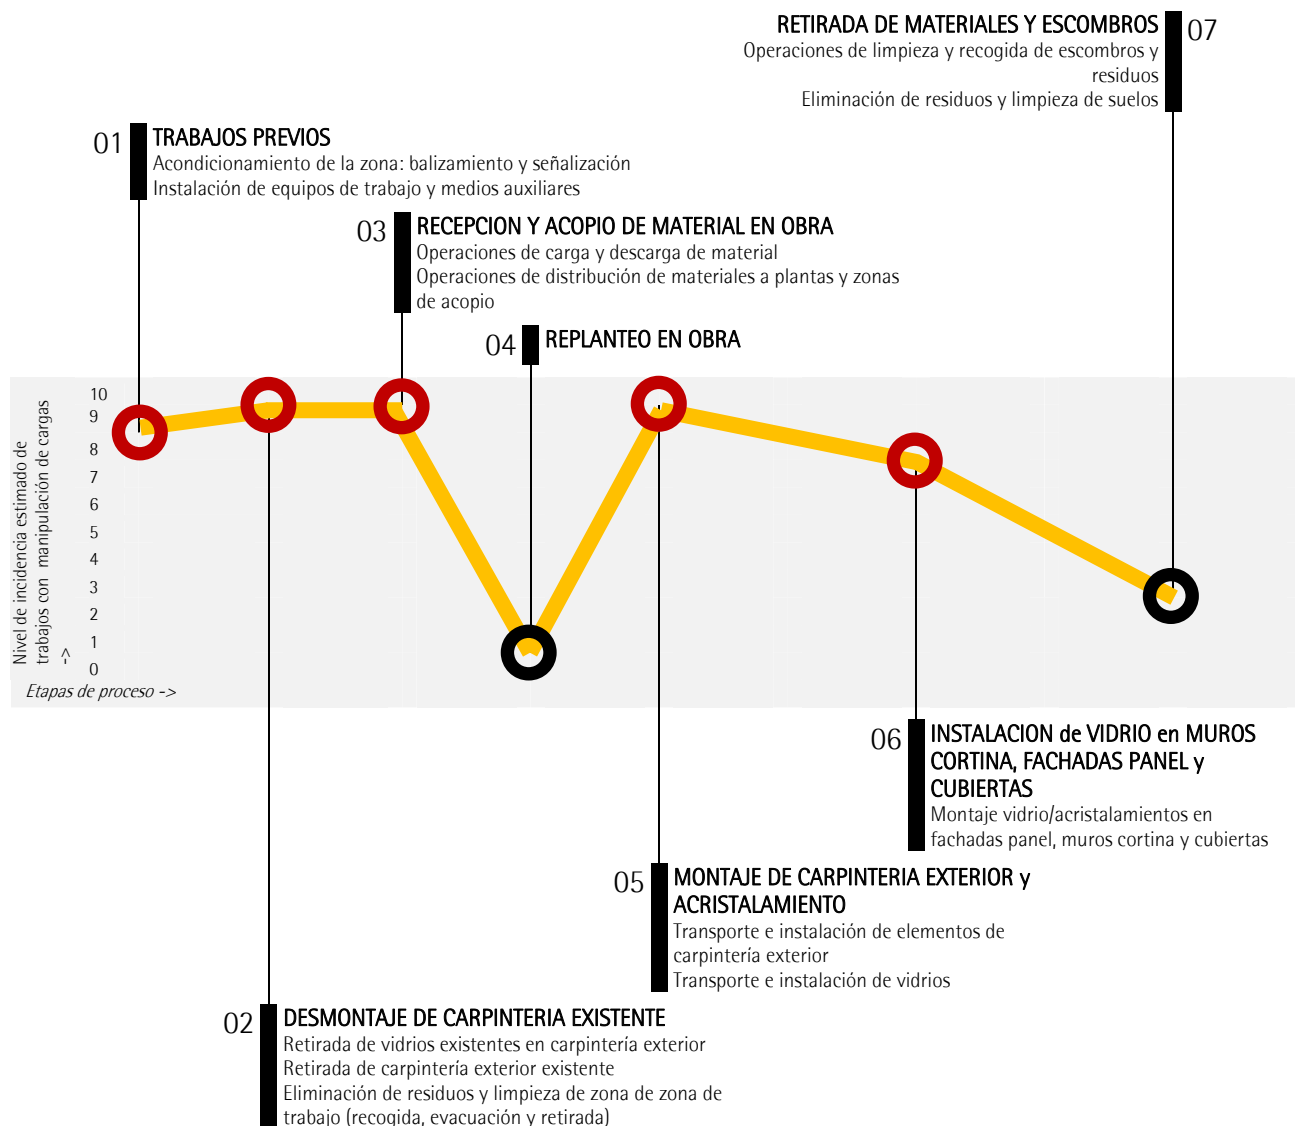 RETIRADA DE MATERIALES Y ESCOMBROS
07
Operaciones de limpieza y recogida de escombros y
residuos
Eliminación de residuos y limpieza de suelos
01
TRABAJOS PREVIOS
Acondicionamiento de la zona: balizamiento y señalización
Instalación de equipos de trabajo y medios auxiliares
03
RECEPCION Y ACOPIO DE MATERIAL EN OBRA
Operaciones de carga y descarga de material
Operaciones de distribución de materiales a plantas y zonas
de acopio
04
REPLANTEO EN OBRA
Nivel de incidencia estimado de
trabajos con manipulación de cargas
->
10
9
8
7
6
5
4
3
2
1
0
Etapas de proceso ->
06
INSTALACION de VIDRIO en MUROS
CORTINA, FACHADAS PANEL y
CUBIERTAS
Montaje vidrio/acristalamientos en
fachadas panel, muros cortina y cubiertas
05
MONTAJE DE CARPINTERIA EXTERIOR y
ACRISTALAMIENTO
Transporte e instalación de elementos de
carpintería exterior
Transporte e instalación de vidrios
02
DESMONTAJE DE CARPINTERIA EXISTENTE
Retirada de vidrios existentes en carpintería exterior
Retirada de carpintería exterior existente
Eliminación de residuos y limpieza de zona de zona de
trabajo (recogida, evacuación y retirada)